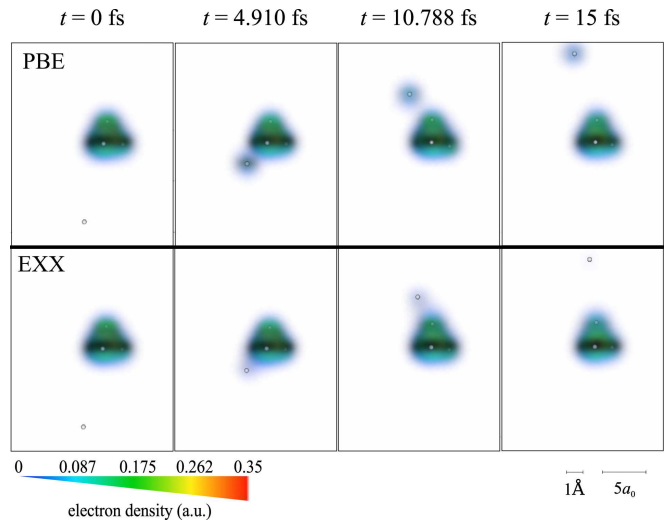 t = 0 fs t = 4.910 fs t = 10.788 fs t = 15 fs
PBE
EXX
0 0.087 0.175 0.262 0.35
electron density (a.u.)
1Å 5a₀